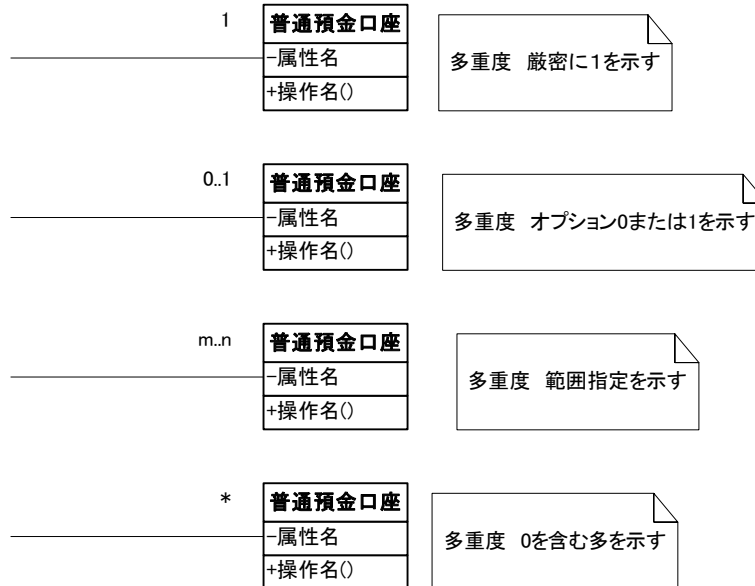 1
普通預金口座
-属性名
+操作名()
多重度 厳密に1を示す
0..1
普通預金口座
-属性名
+操作名()
多重度 オプション0または1を示す
m..n
普通預金口座
-属性名
+操作名()
多重度 範囲指定を示す
*
普通預金口座
-属性名
+操作名()
多重度 0を含む多を示す